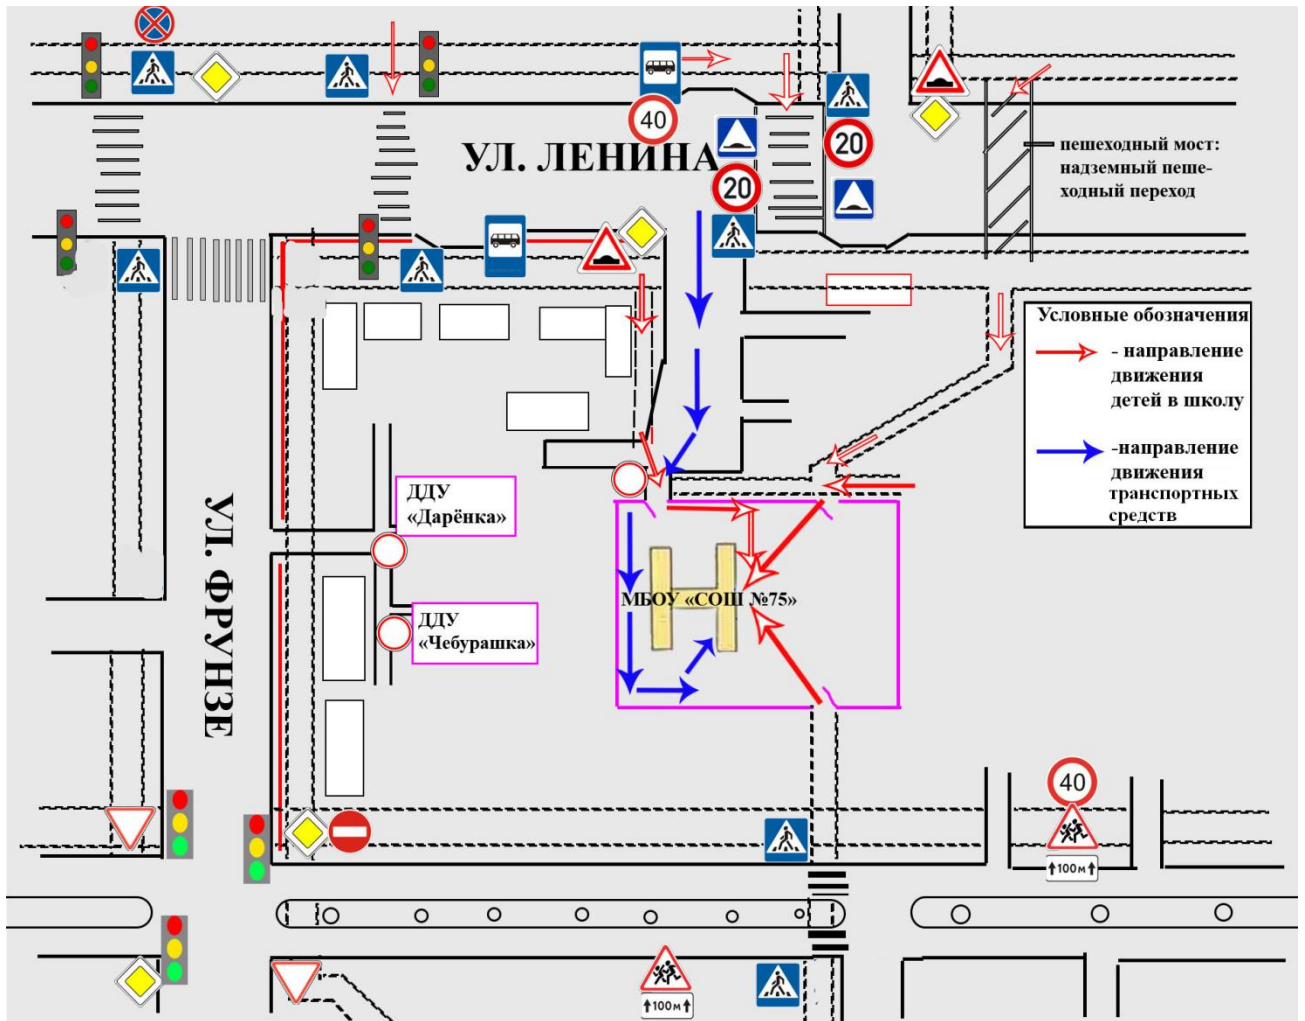 40
УЛ. ЛЕНИНА
20
20
пешеходный мост:
надземный пеше-
ходный переход
Условные обозначения
- направление
движения
детей в школу
-направление
движения
транспортных
средств
ДДУ
«Дарёнка»
УЛ. ФРУНЗЕ
МБОУ «СОШ №75»
ДДУ
«Чебурашка»
40
100м
100м